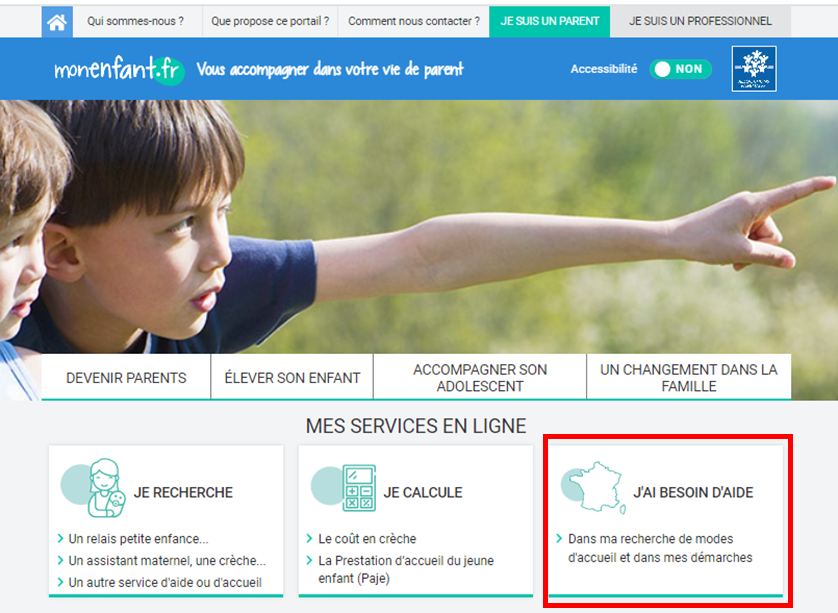 Qui sommes-nous ?
Que propose ce portail ?
Comment nous contacter ?
JE SUIS UN PARENT
JE SUIS UN PROFESSIONNEL
monenfant.fr
Vous accompagner dans votre vie de parent
Accessibilité
NON
DEVENIR PARENTS
ÉLEVER SON ENFANT
ACCOMPAGNER SON
ADOLESCENT
UN CHANGEMENT DANS LA
FAMILLE
MES SERVICES EN LIGNE
JE RECHERCHE
Un relais petite enfance...
Un assistant maternel, une crèche...
Un autre service d'aide ou d'accueil
JE CALCULE
Le coût en crèche
La Prestation d'accueil du jeune
enfant (Paje)
J'AI BESOIN D'AIDE
Dans ma recherche de modes
d'accueil et dans mes démarches